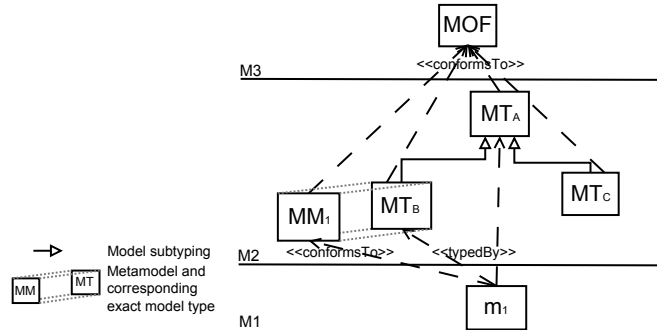 MOF
<<conformsTo>>
M3
MTA
MM1
MTB
MTC
Model subtyping
<<conformsTo>>
<<typedBy>>
M2
MM
MT
Metamodel and
corresponding
exact model type
m1
M1